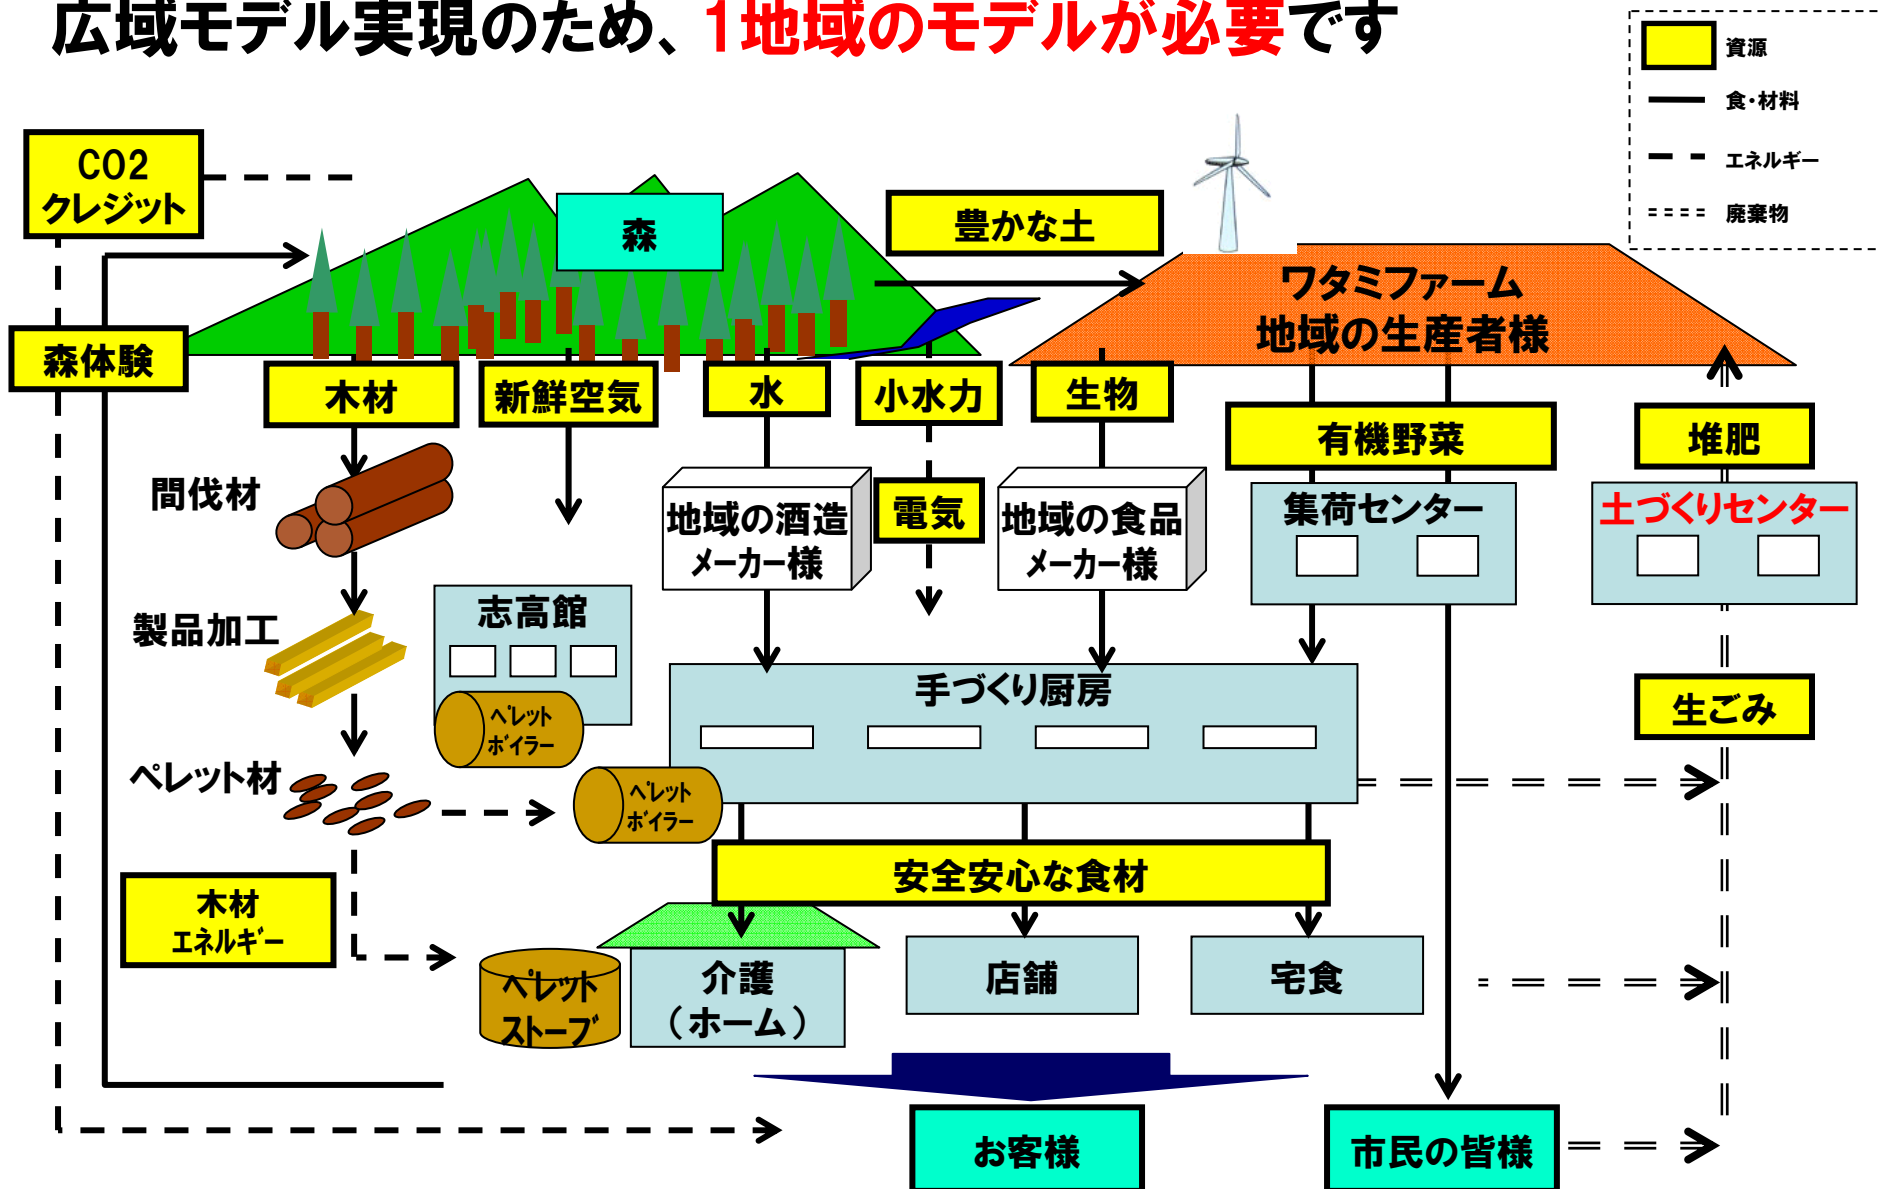 広域モデル実現のため、1地域のモデルが必要です
資源
食・材料
エネルギー
廃棄物
CO2
クレジット
森
豊かな土
ワタミファーム
地域の生産者様
森体験
木材
新鮮空気
水
小水力
生物
有機野菜
堆肥
間伐材
地域の酒造
メーカー様
電気
地域の食品
メーカー様
集荷センター
土づくりセンター
製品加工
志高館
ペレット
ボイラー
手づくり厨房
生ごみ
ペレット材
ペレット
ボイラー
安全安心な食材
木材
エネルギー
ペレット
ストーブ
介護
（ホーム）
店舗
宅食
お客様
市民の皆様